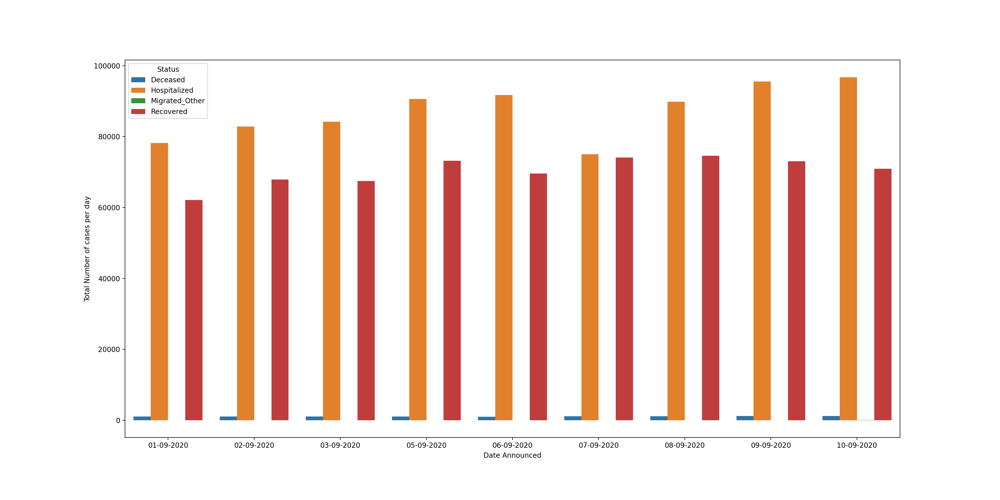 Status
Deceased
Hospitalized
Migrated_Other
Recovered
100000
80000
60000
40000
20000
0
Total Number of cases per day
01-09-2020 02-09-2020 03-09-2020 05-09-2020 06-09-2020 07-09-2020 08-09-2020 09-09-2020 10-09-2020
Date Announced